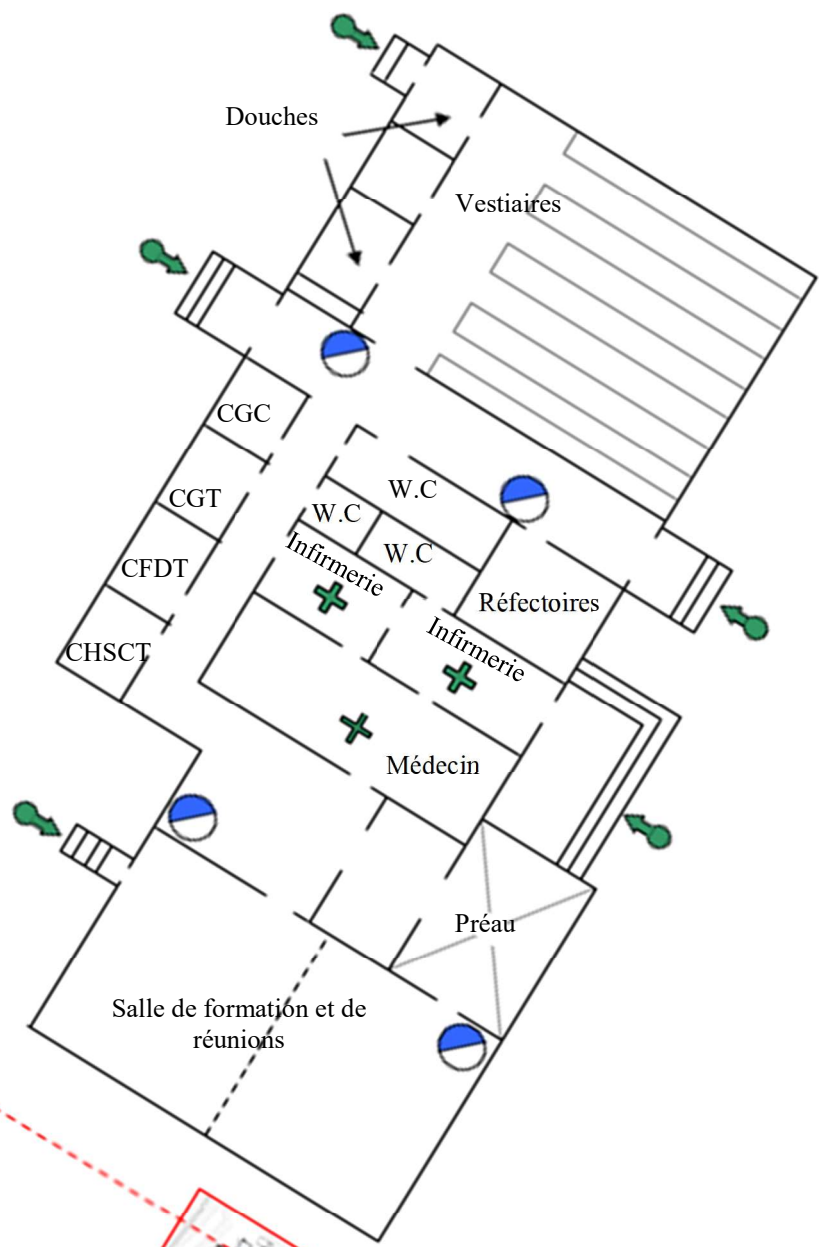 Douches
Vestiaires
CGC
W.C
CGT
W.C
W.C
Infirmerie
CFDT
Réfectoires
Infirmerie
CHSCT
Médecin
Préau
Salle de formation et de
réunions